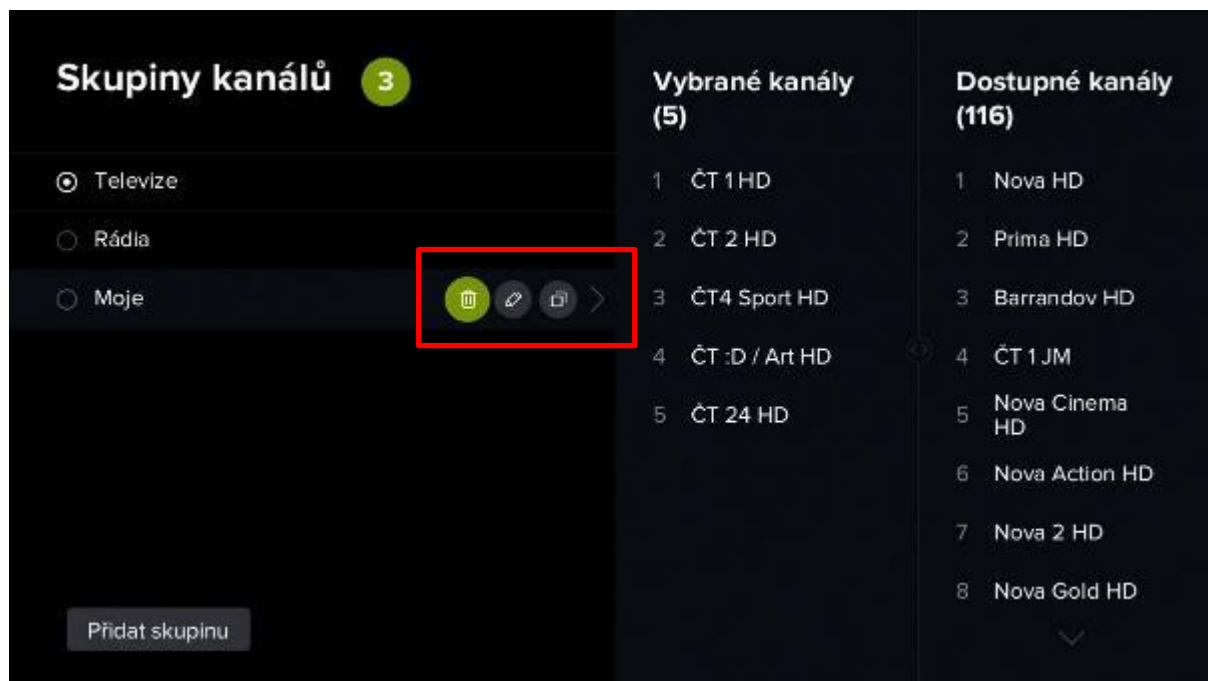 Skupiny kanálů 3
Televize
Rádia
Moje
Přidat skupinu
Vybrané kanály
(5)
1 ČT 1 HD
2 ČT 2 HD
3 ČT4 Sport HD
4 ČT :D / Art HD
5 ČT 24 HD
Dostupné kanály
(116)
1 Nova HD
2 Prima HD
3 Barrandov HD
4 ČT 1 JM
5 Nova Cinema
HD
6 Nova Action HD
7 Nova 2 HD
8 Nova Gold HD